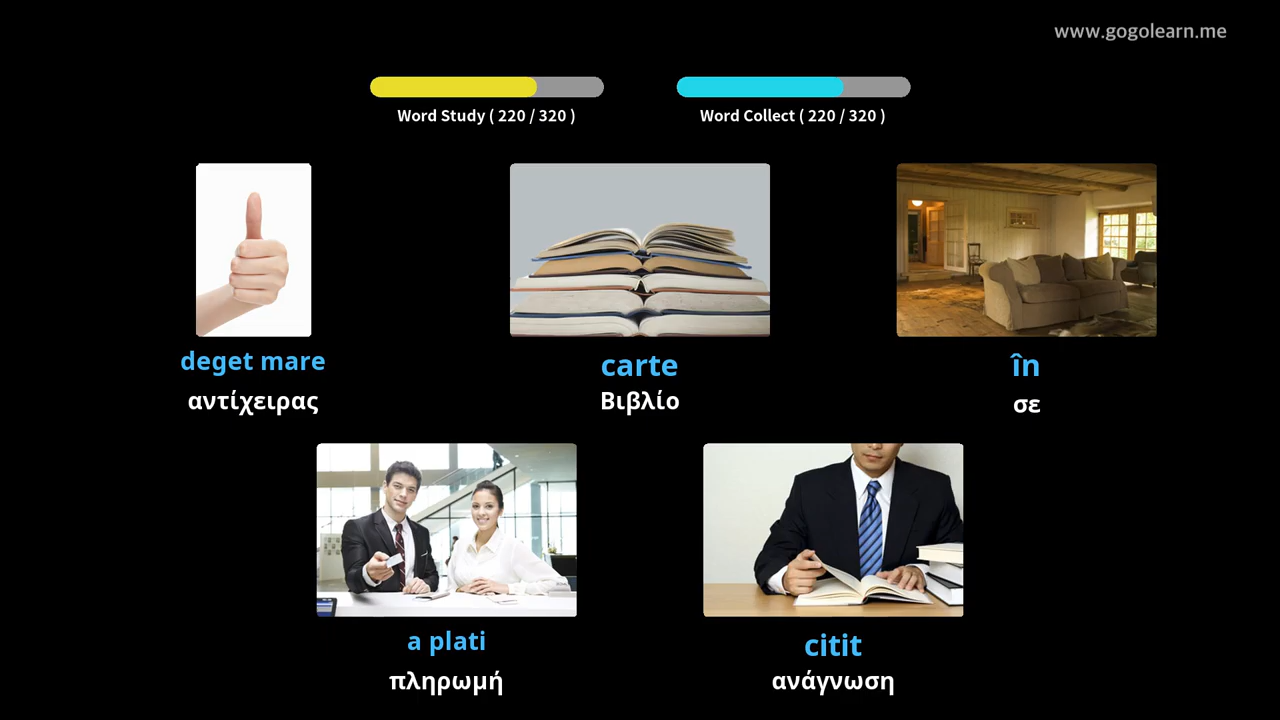 www.gogolearn.me
Word Study ( 220 / 320 )
Word Collect ( 220 / 320 )
deget mare
αντίχειρας
carte
Βιβλίο
în
σε
a plati
πληρωμή
citit
ανάγνωση